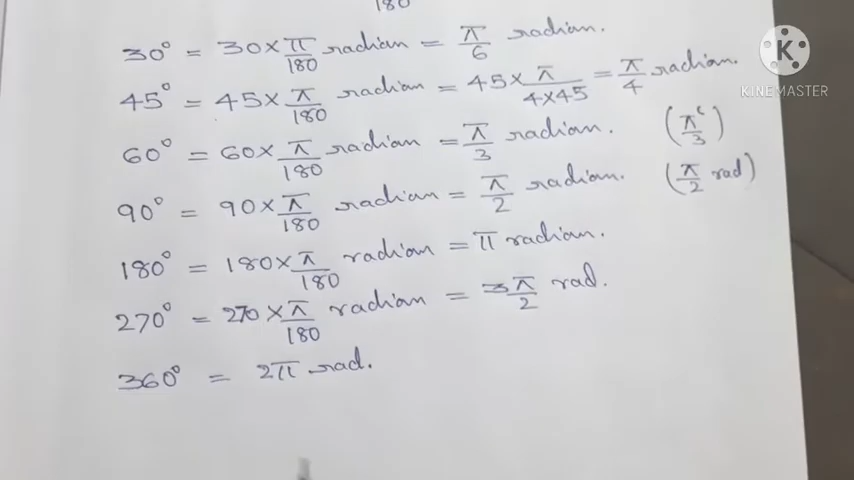 180
30° = 30 × π/180 radian = π/6 radian.
45° = 45 × π/180 radian = 45 × π/4×45 = π/4 radian.
60° = 60 × π/180 radian = π/3 radian. (π/3 ᶜ)
90° = 90 × π/180 radian = π/2 radian. (π/2 rad)
180° = 180 × π/180 radian = π radian.
270° = 270 × π/180 radian = 3π/2 rad.
360° = 2π rad.
K
KINEMASTER